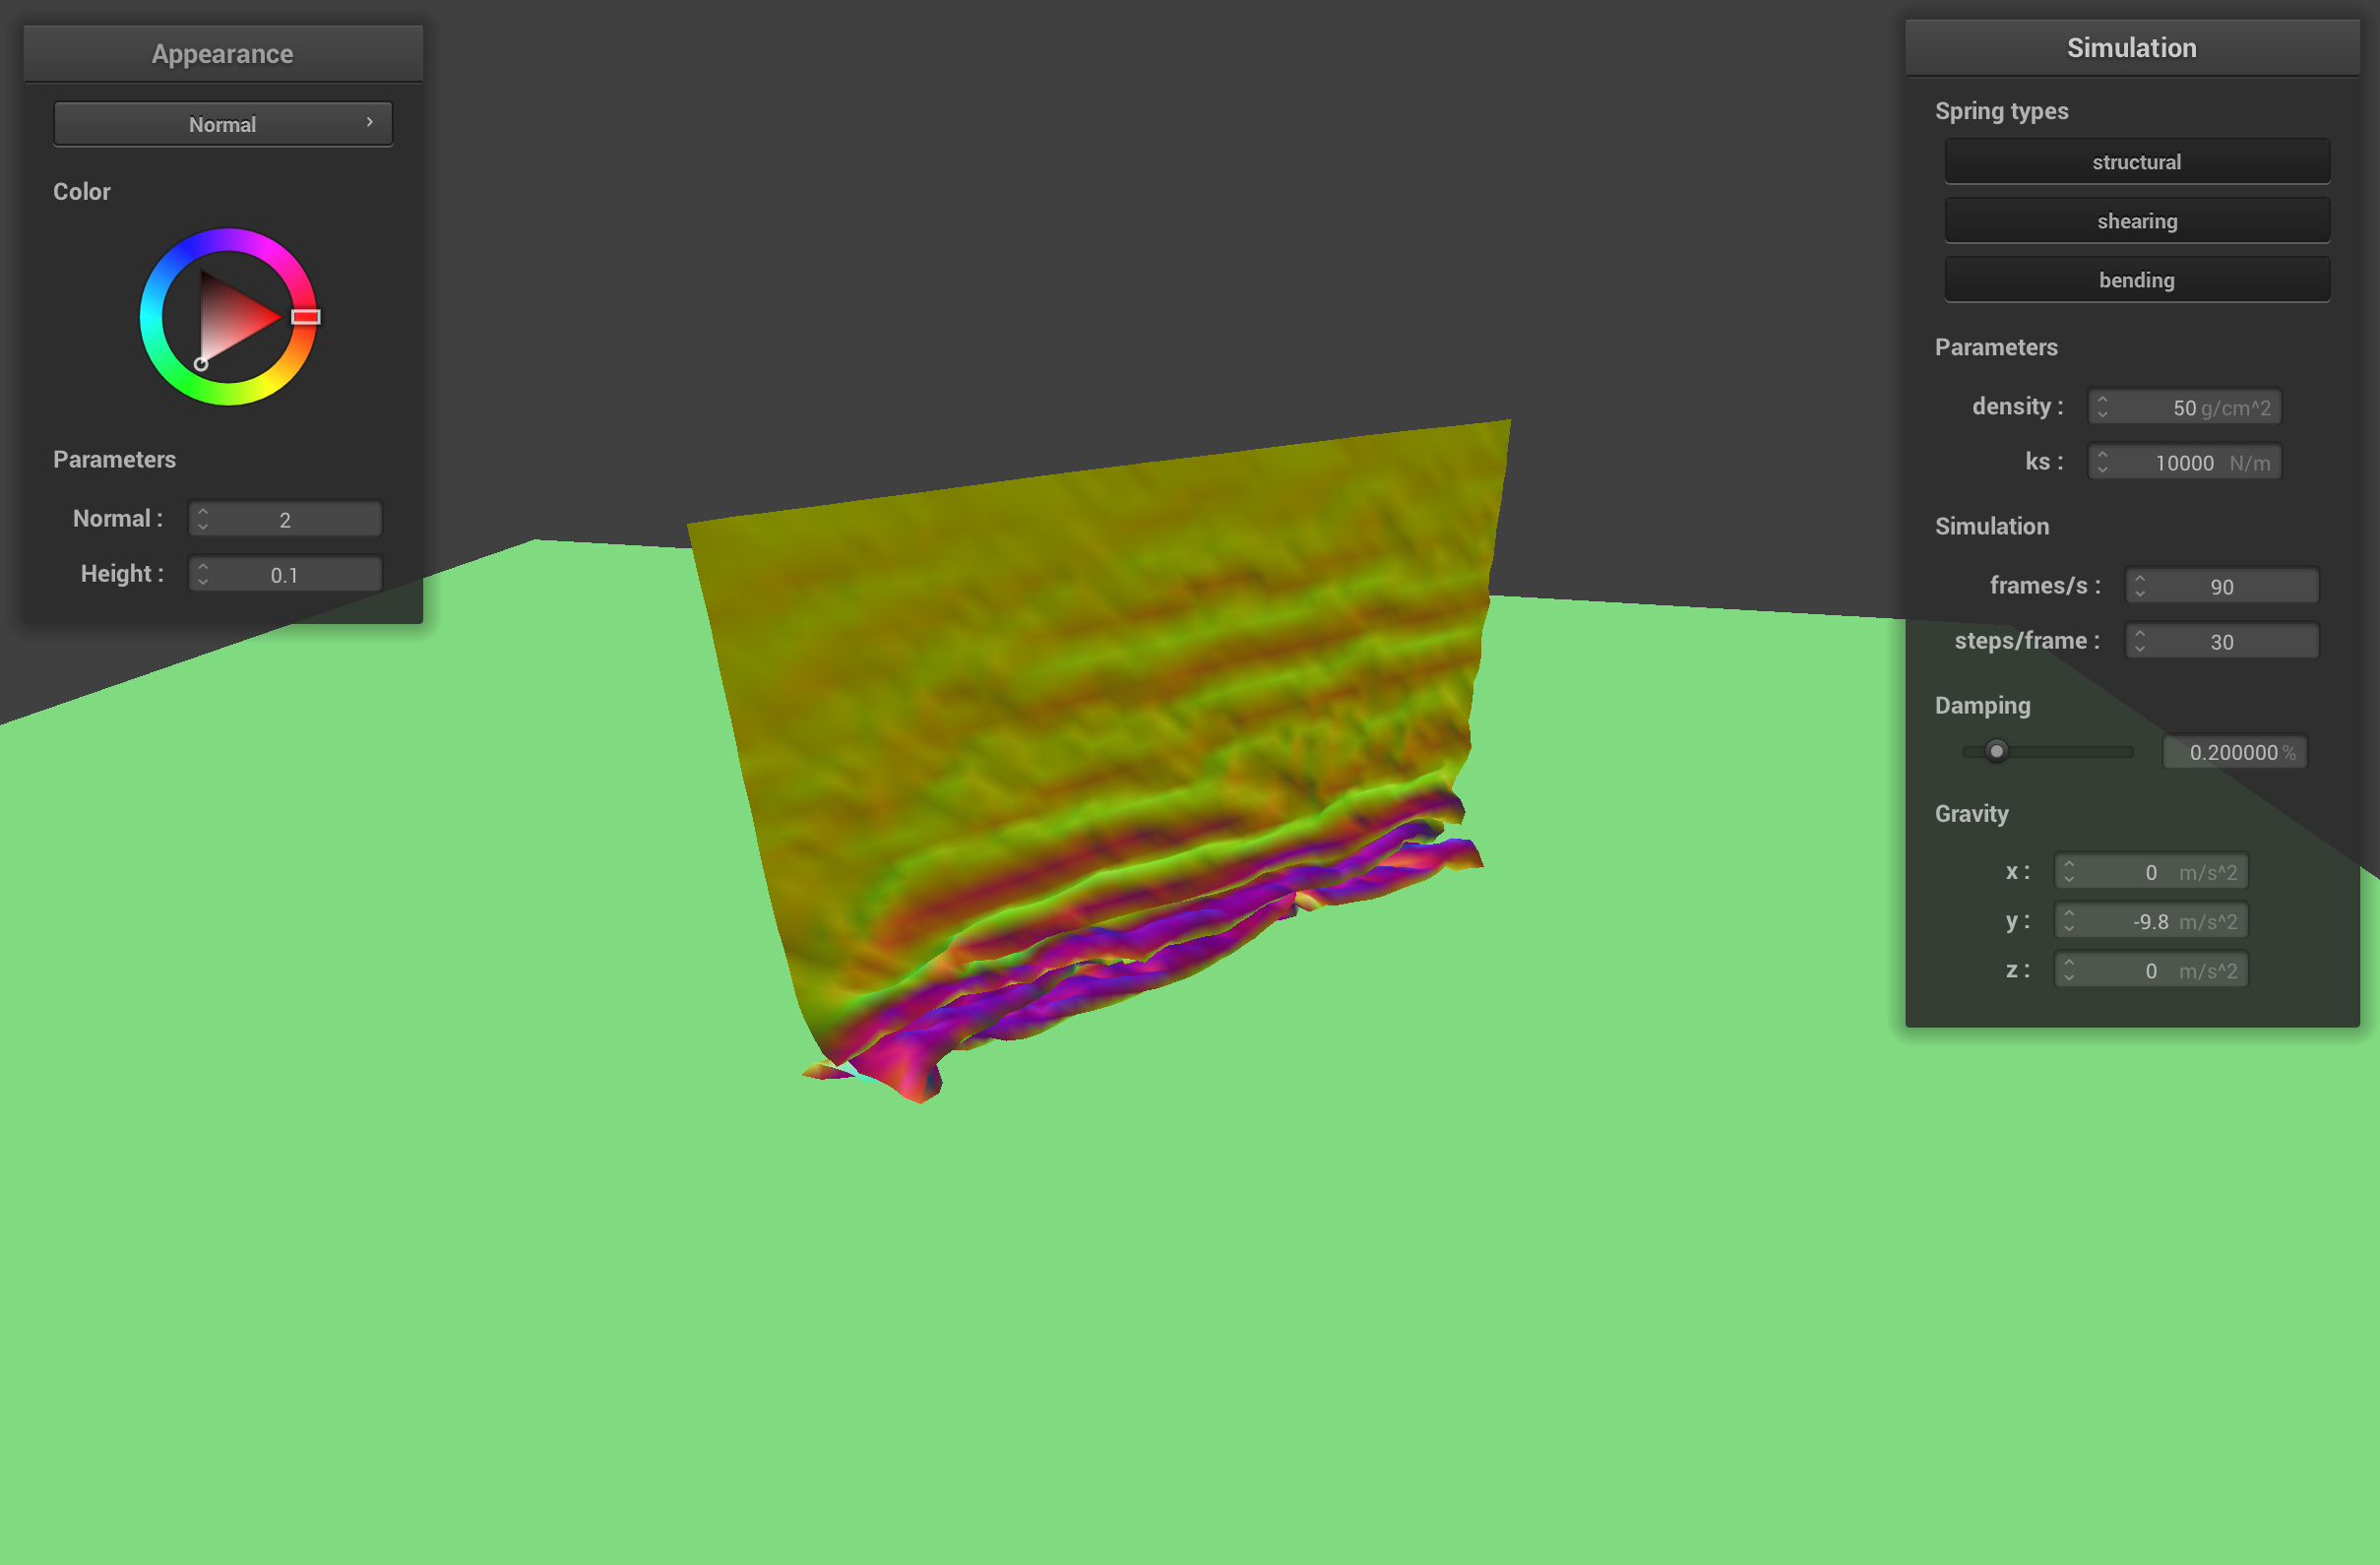 Appearance
Normal
Color
Parameters
Normal : 2
Height : 0.1
Simulation
Spring types
structural
shearing
bending
Parameters
density : 50 g/cm^2
ks : 10000 N/m
Simulation
frames/s : 90
steps/frame : 30
Damping
0.200000 %
Gravity
x : 0 m/s^2
y : -9.8 m/s^2
z : 0 m/s^2